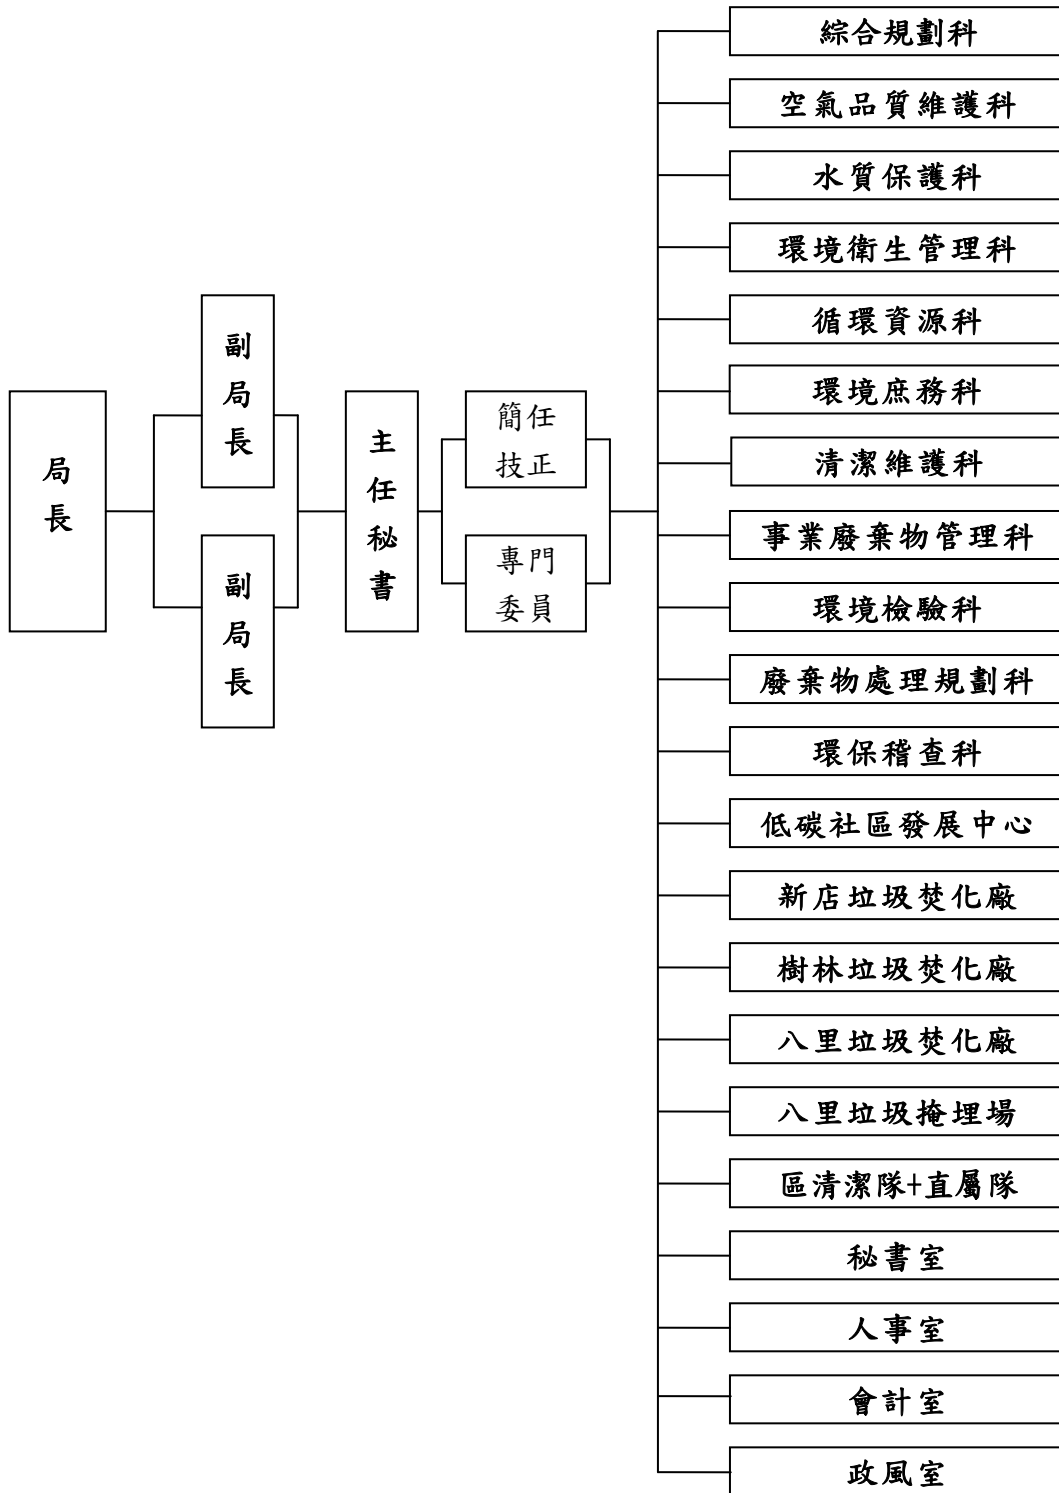 局長
副局長
副局長
主任秘書
簡任
技正
專門
委員
綜合規劃科
空氣品質維護科
水質保護科
環境衛生管理科
循環資源科
環境庶務科
清潔維護科
事業廢棄物管理科
環境檢驗科
廢棄物處理規劃科
環保稽查科
低碳社區發展中心
新店垃圾焚化廠
樹林垃圾焚化廠
八里垃圾焚化廠
八里垃圾掩埋場
區清潔隊+直屬隊
秘書室
人事室
會計室
政風室